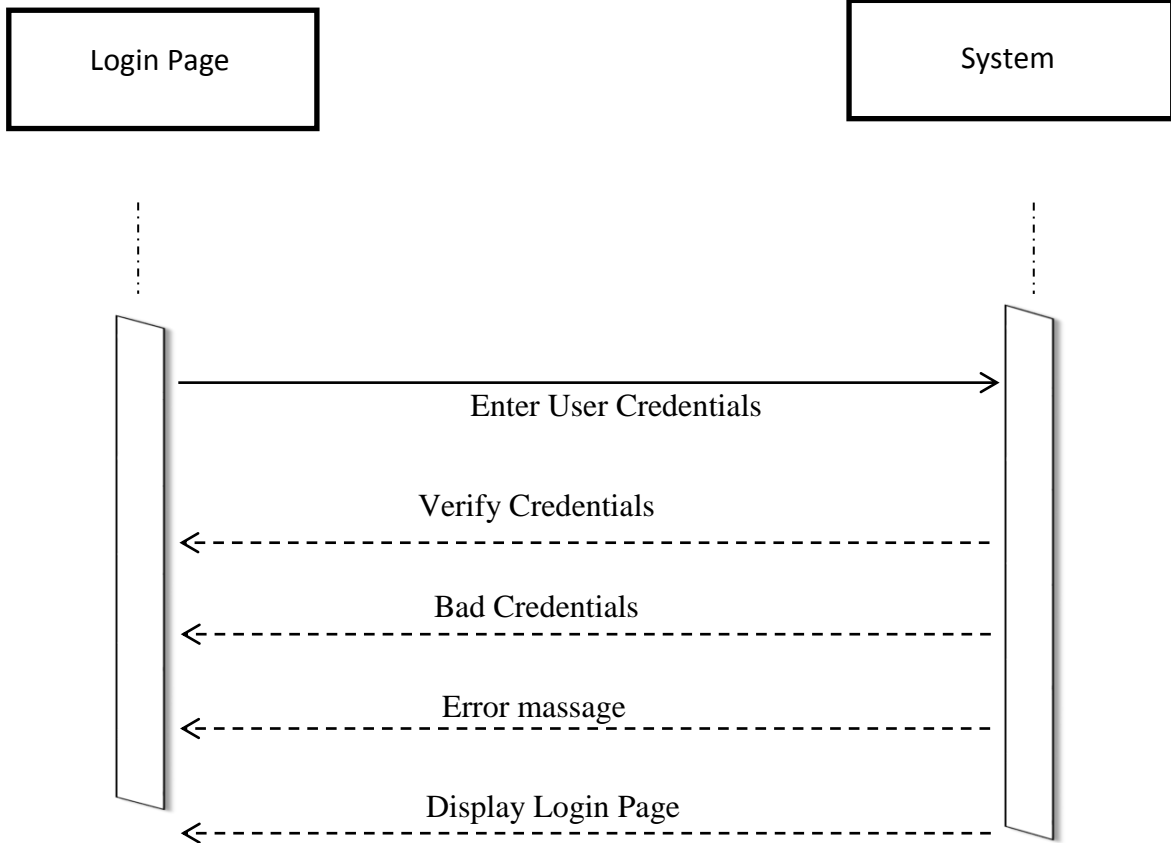 Login Page
System
Enter User Credentials
Verify Credentials
Bad Credentials
Error massage
Display Login Page